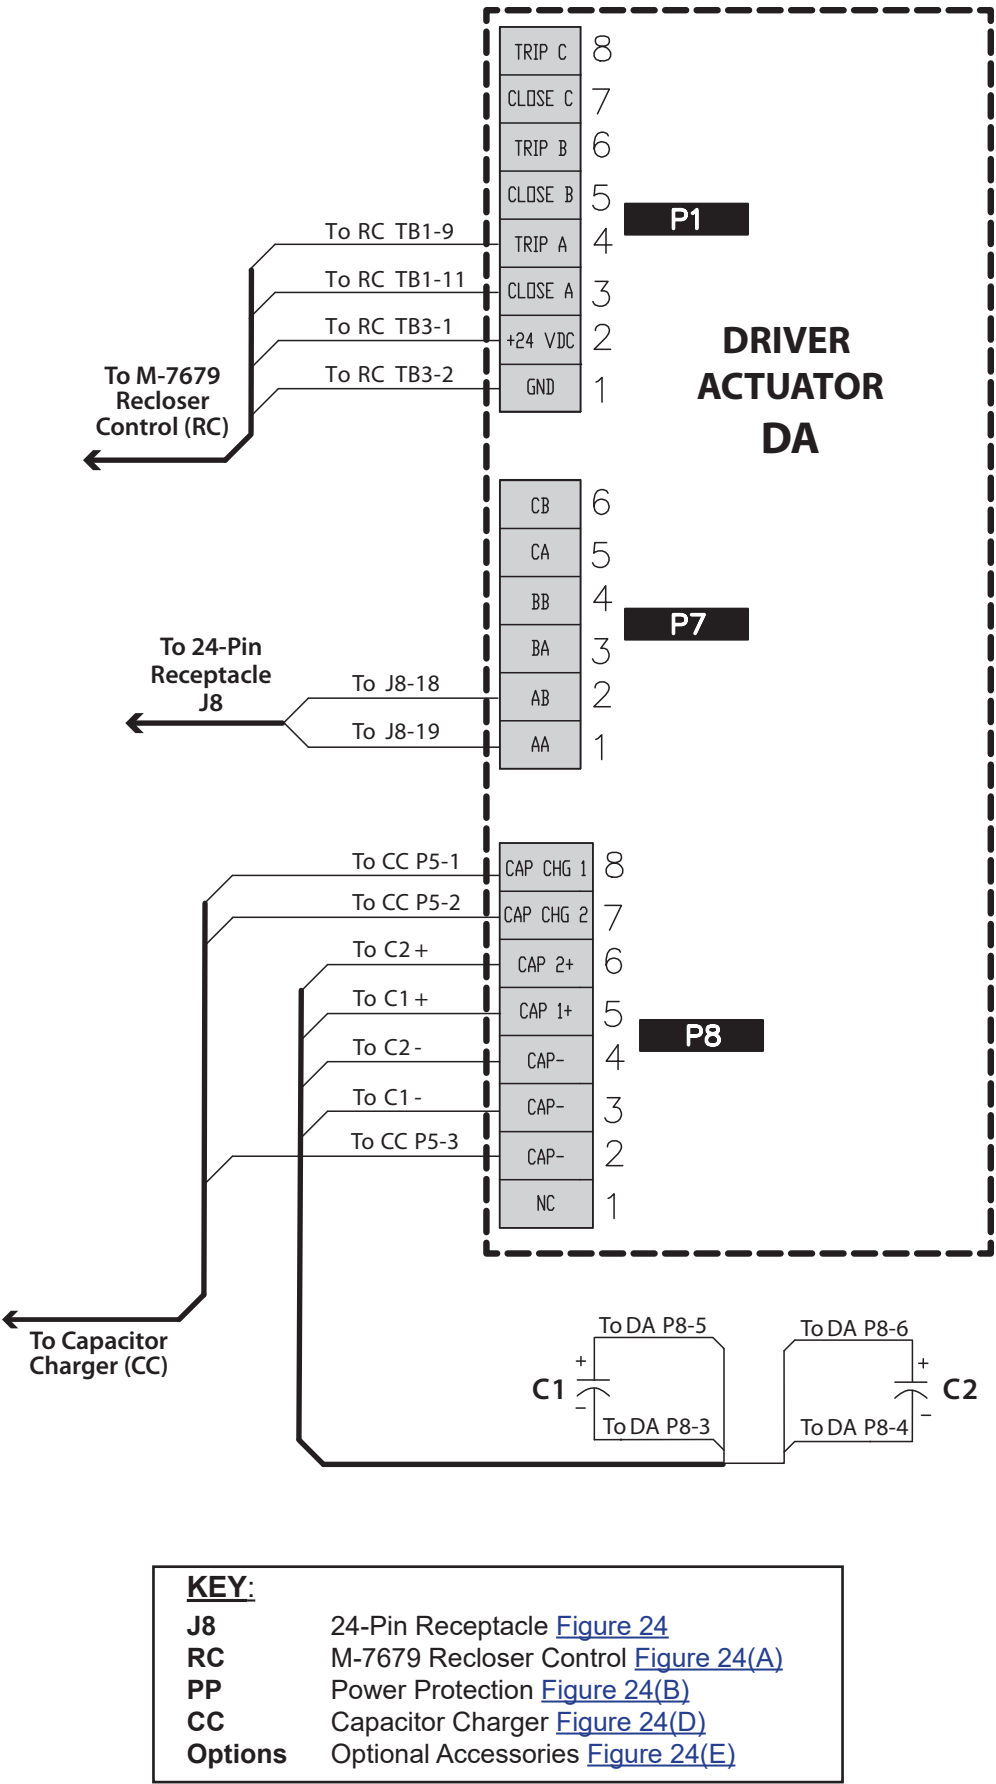 TRIP C 8
CLOSE C 7
TRIP B 6
CLOSE B 5
P1
To RC TB1-9 TRIP A 4
To RC TB1-11 CLOSE A 3
To RC TB3-1 +24 VDC 2
To RC TB3-2 GND 1
To M-7679
Recloser
Control (RC)
DRIVER
ACTUATOR
DA
CB 6
CA 5
BB 4
P7
BA 3
To J8-18 AB 2
To J8-19 AA 1
To 24-Pin
Receptacle
J8
To CC P5-1 CAP CHG 1 8
To CC P5-2 CAP CHG 2 7
To C2 + CAP 2+ 6
To C1 + CAP 1+ 5
P8
To C2 - CAP- 4
To C1 - CAP- 3
To CC P5-3 CAP- 2
NC 1
To Capacitor
Charger (CC)
To DA P8-5
+
C1
−
To DA P8-3
To DA P8-6
+
C2
−
To DA P8-4
KEY:
J8 24-Pin Receptacle Figure 24
RC M-7679 Recloser Control Figure 24(A)
PP Power Protection Figure 24(B)
CC Capacitor Charger Figure 24(D)
Options Optional Accessories Figure 24(E)